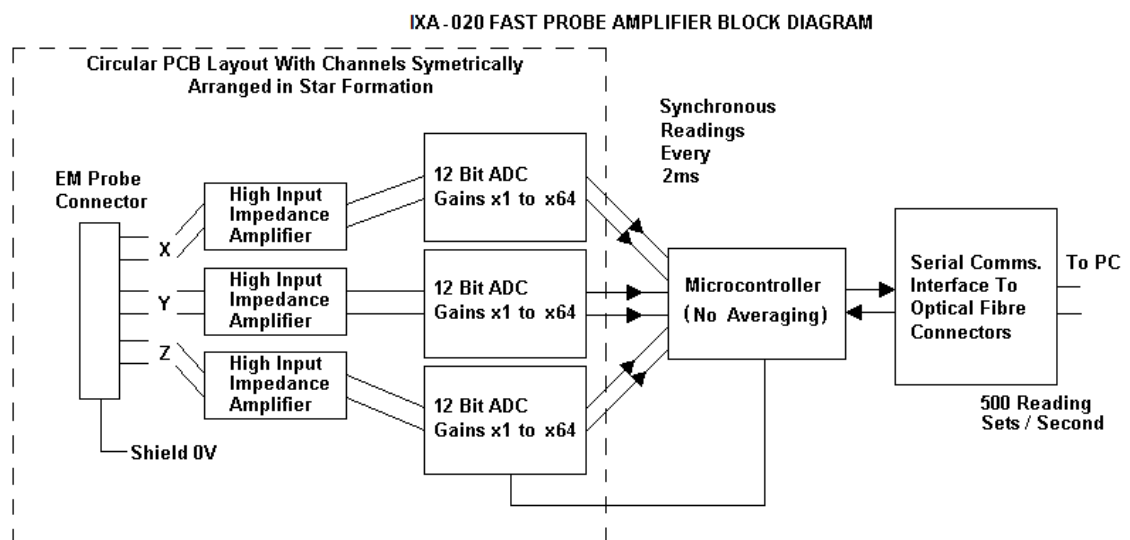 IXA-020 FAST PROBE AMPLIFIER BLOCK DIAGRAM
Circular PCB Layout With Channels Symetrically
Arranged in Star Formation
Synchronous
Readings
Every
2ms
EM Probe
Connector
X
Y
Z
Shield 0V
High Input
Impedance
Amplifier
High Input
Impedance
Amplifier
High Input
Impedance
Amplifier
12 Bit ADC
Gains x1 to x64
12 Bit ADC
Gains x1 to x64
12 Bit ADC
Gains x1 to x64
Microcontroller
(No Averaging)
Serial Comms.
Interface To
Optical Fibre
Connectors
To PC
500 Reading
Sets / Second